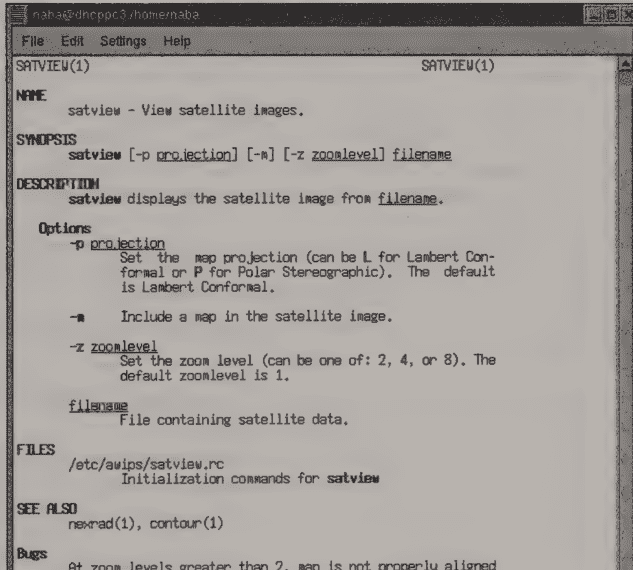 naba@dncppc3:/home/naba
File Edit Settings Help
SATVIEW(1) SATVIEW(1)
NAME
satview - View satellite images.
SYNOPSIS
satview [-p projection] [-m] [-z zoomlevel] filename
DESCRIPTION
satview displays the satellite image from filename.
Options
-p projection
Set the map projection (can be L for Lambert Con-
formal or P for Polar Stereographic). The default
is Lambert Conformal.
-m Include a map in the satellite image.
-z zoomlevel
Set the zoom level (can be one of: 2, 4, or 8). The
default zoomlevel is 1.
filename
File containing satellite data.
FILES
/etc/awips/satview.rc
Initialization commands for satview
SEE ALSO
nexrad(1), contour(1)
Bugs
At zoom levels greater than 2, map is not properly aligned